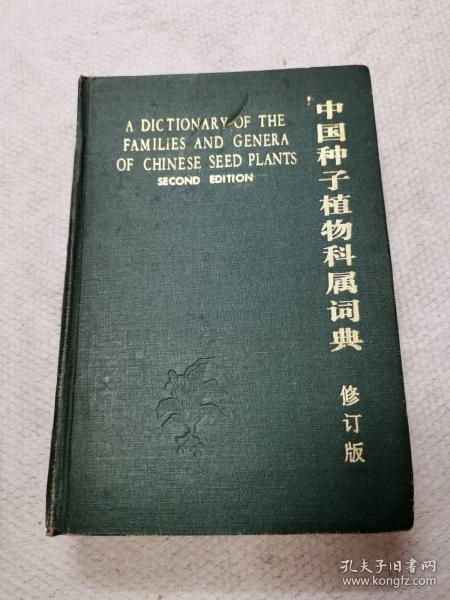 A DICTIONARY OF THE
FAMILIES AND GENERA
OF CHINESE SEED PLANTS
SECOND EDITION
中国种子植物科属词典
修订版
孔夫子旧书网
www.kongfz.com